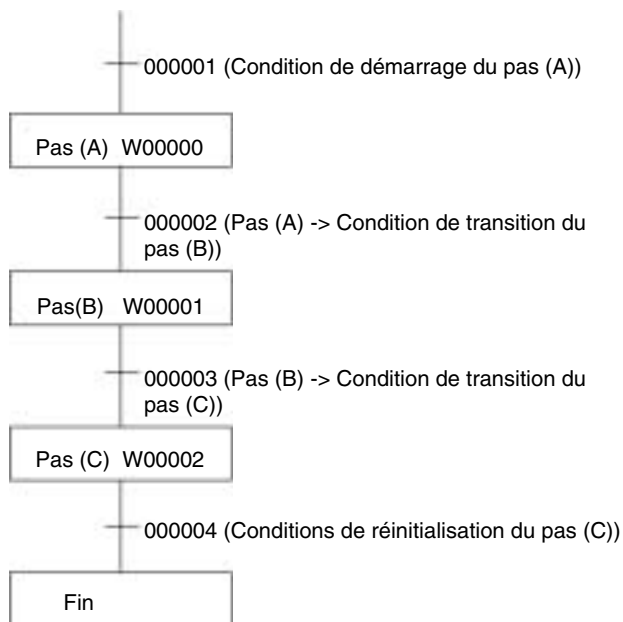 000001 (Condition de démarrage du pas (A))
Pas (A) W00000
000002 (Pas (A) -> Condition de transition du
pas (B))
Pas(B) W00001
000003 (Pas (B) -> Condition de transition du
pas (C))
Pas (C) W00002
000004 (Conditions de réinitialisation du pas (C))
Fin